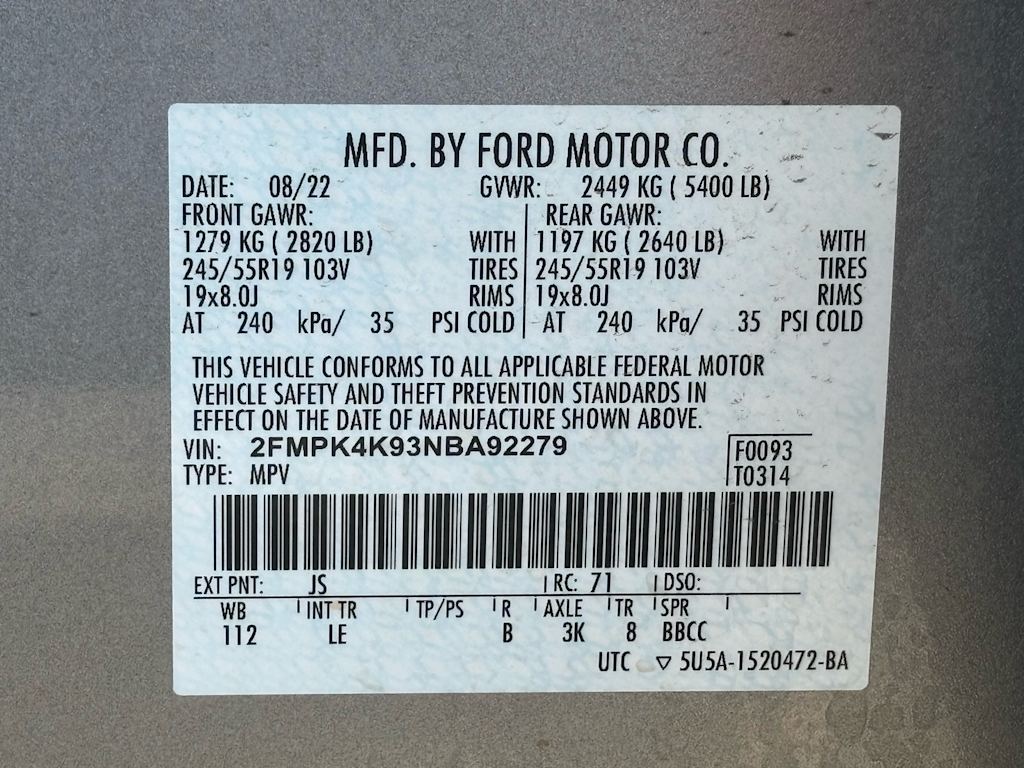 MFD. BY FORD MOTOR CO.
DATE: 08/22 GVWR: 2449 KG ( 5400 LB)
FRONT GAWR: REAR GAWR:
1279 KG ( 2820 LB) WITH 1197 KG ( 2640 LB) WITH
245/55R19 103V TIRES 245/55R19 103V TIRES
19x8.0J RIMS 19x8.0J RIMS
AT 240 kPa/ 35 PSI COLD AT 240 kPa/ 35 PSI COLD
THIS VEHICLE CONFORMS TO ALL APPLICABLE FEDERAL MOTOR
VEHICLE SAFETY AND THEFT PREVENTION STANDARDS IN
EFFECT ON THE DATE OF MANUFACTURE SHOWN ABOVE.
VIN: 2FMPK4K93NBA92279 F0093
TYPE: MPV T0314
EXT PNT: JS RC: 71 DSO:
WB INT TR TP/PS R AXLE TR SPR
112 LE B 3K 8 BBCC
UTC ▽ 5U5A-1520472-BA